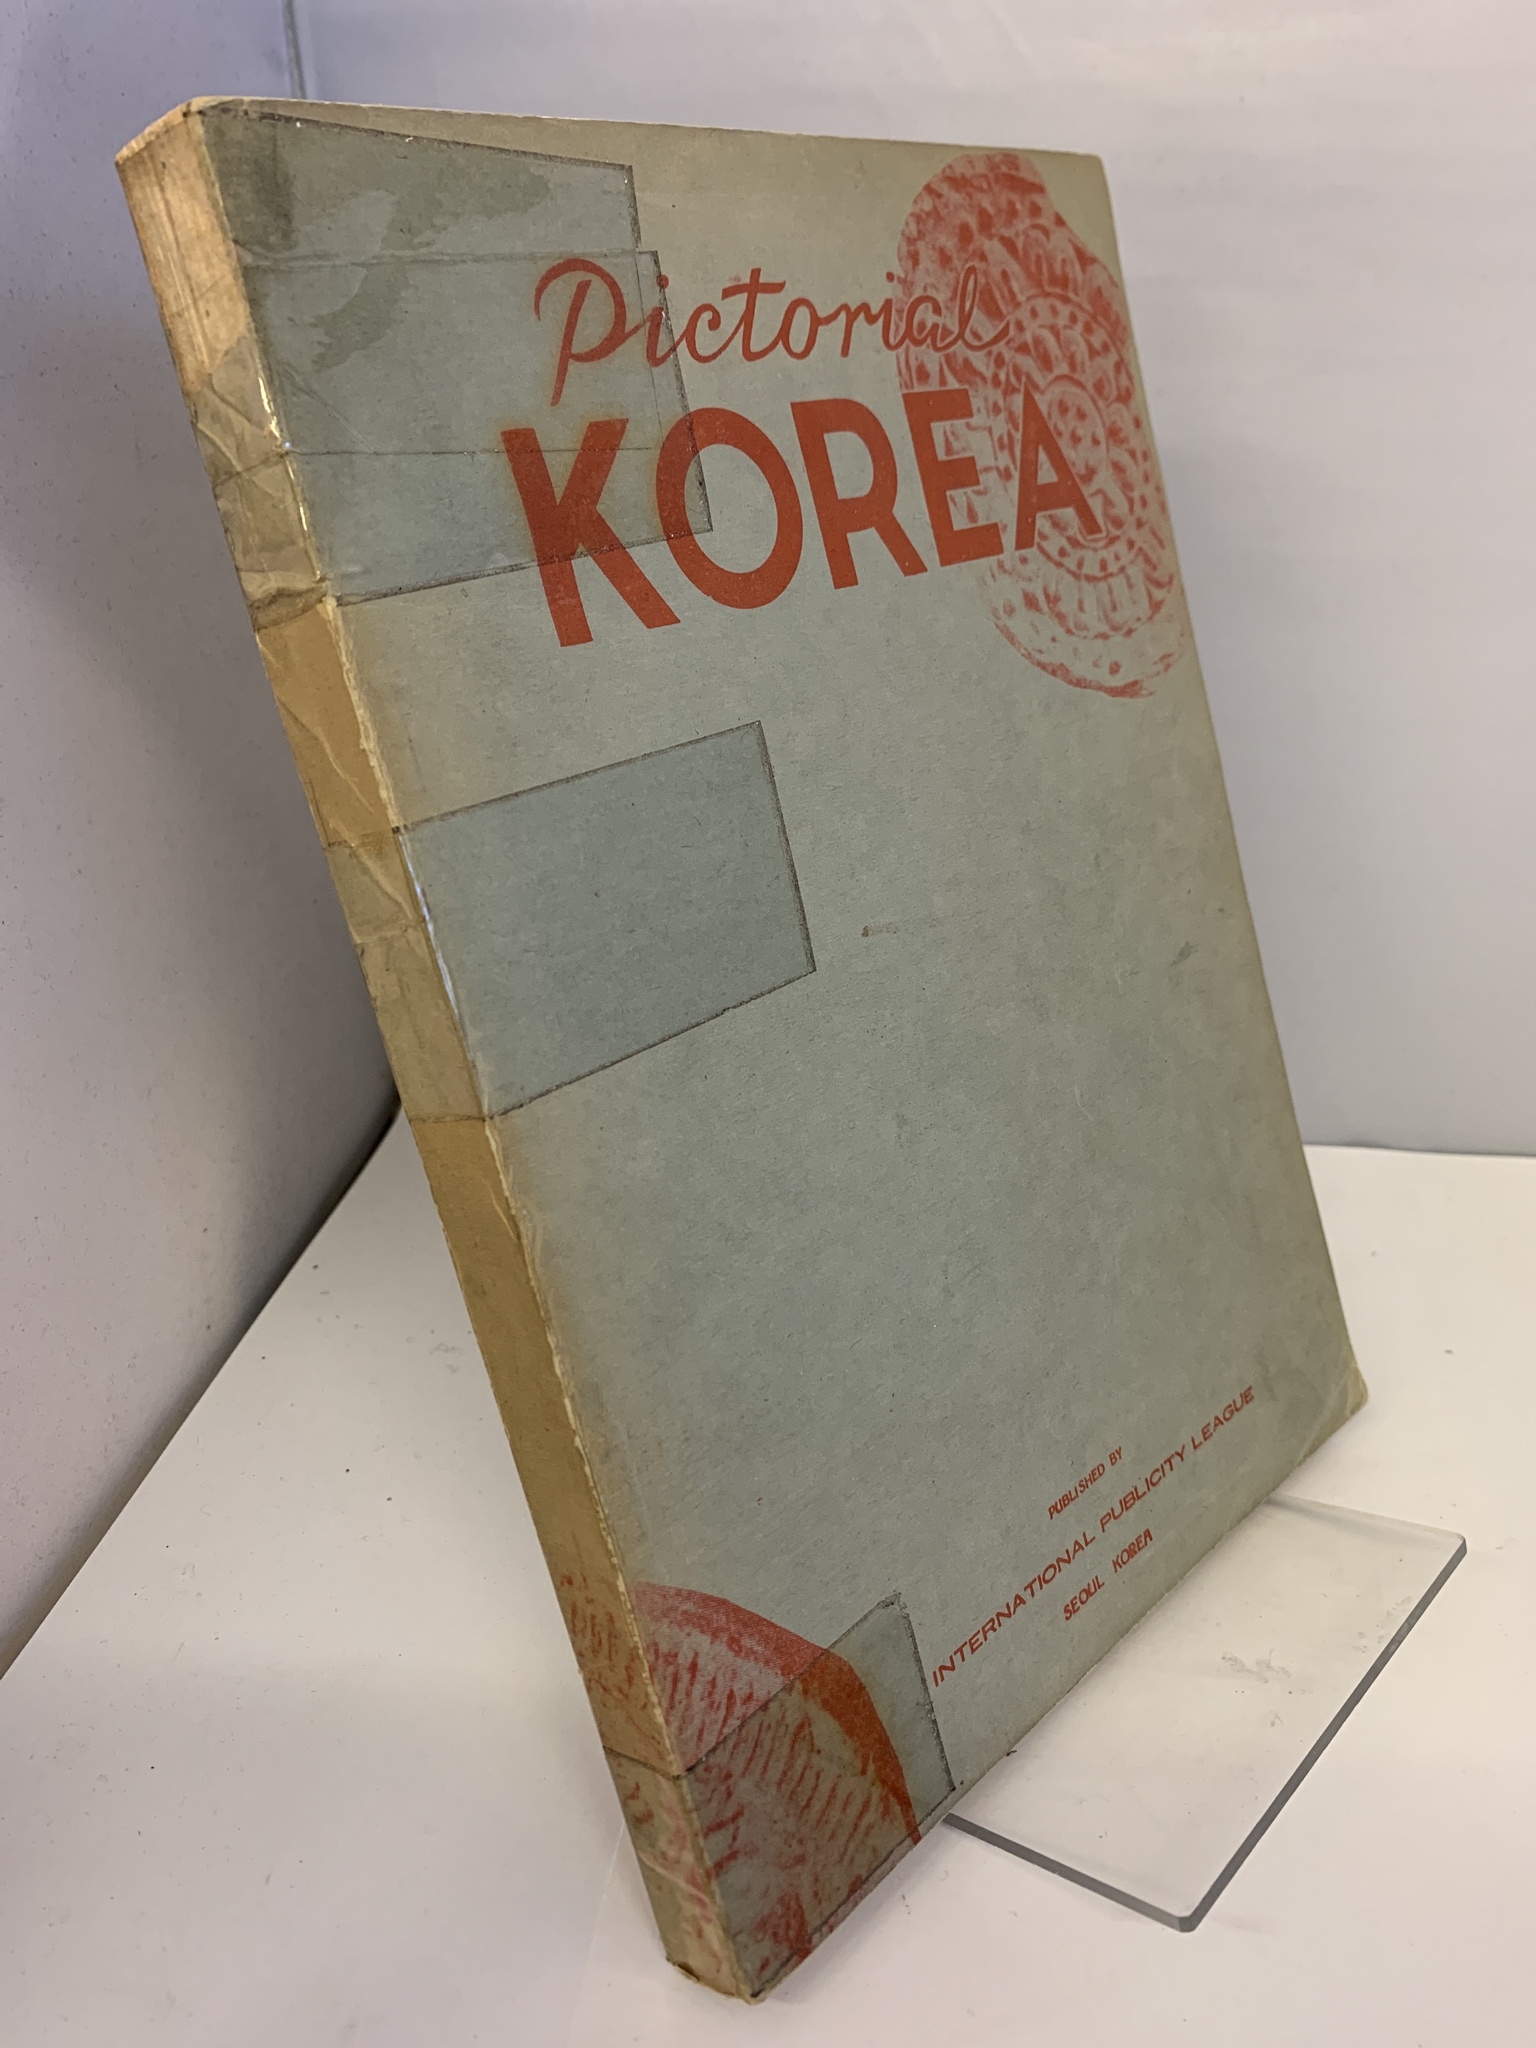 Pictorial
KOREA
PUBLISHED BY
INTERNATIONAL PUBLICITY LEAGUE
SEOUL KOREA